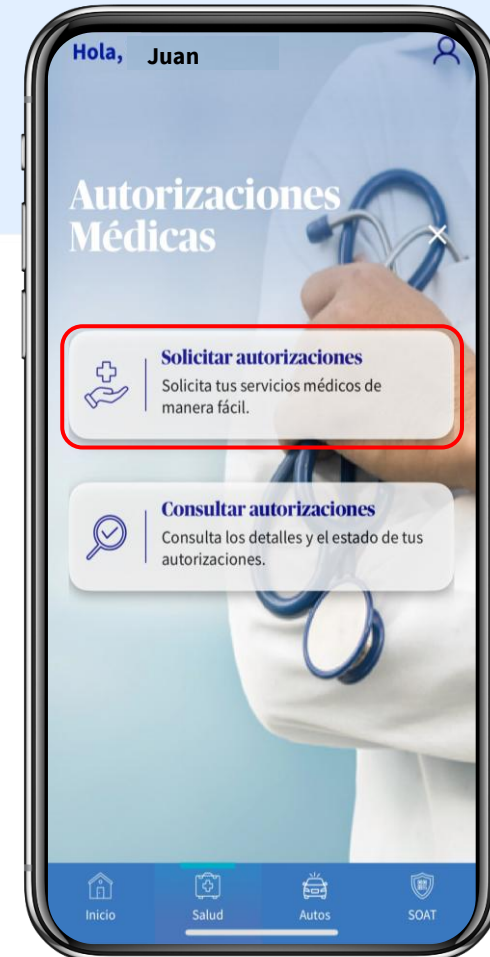 Hola, Juan
Autorizaciones
Médicas
Solicitar autorizaciones
Solicita tus servicios médicos de
manera fácil.
Consultar autorizaciones
Consulta los detalles y el estado de tus
autorizaciones.
Inicio Salud Autos SOAT